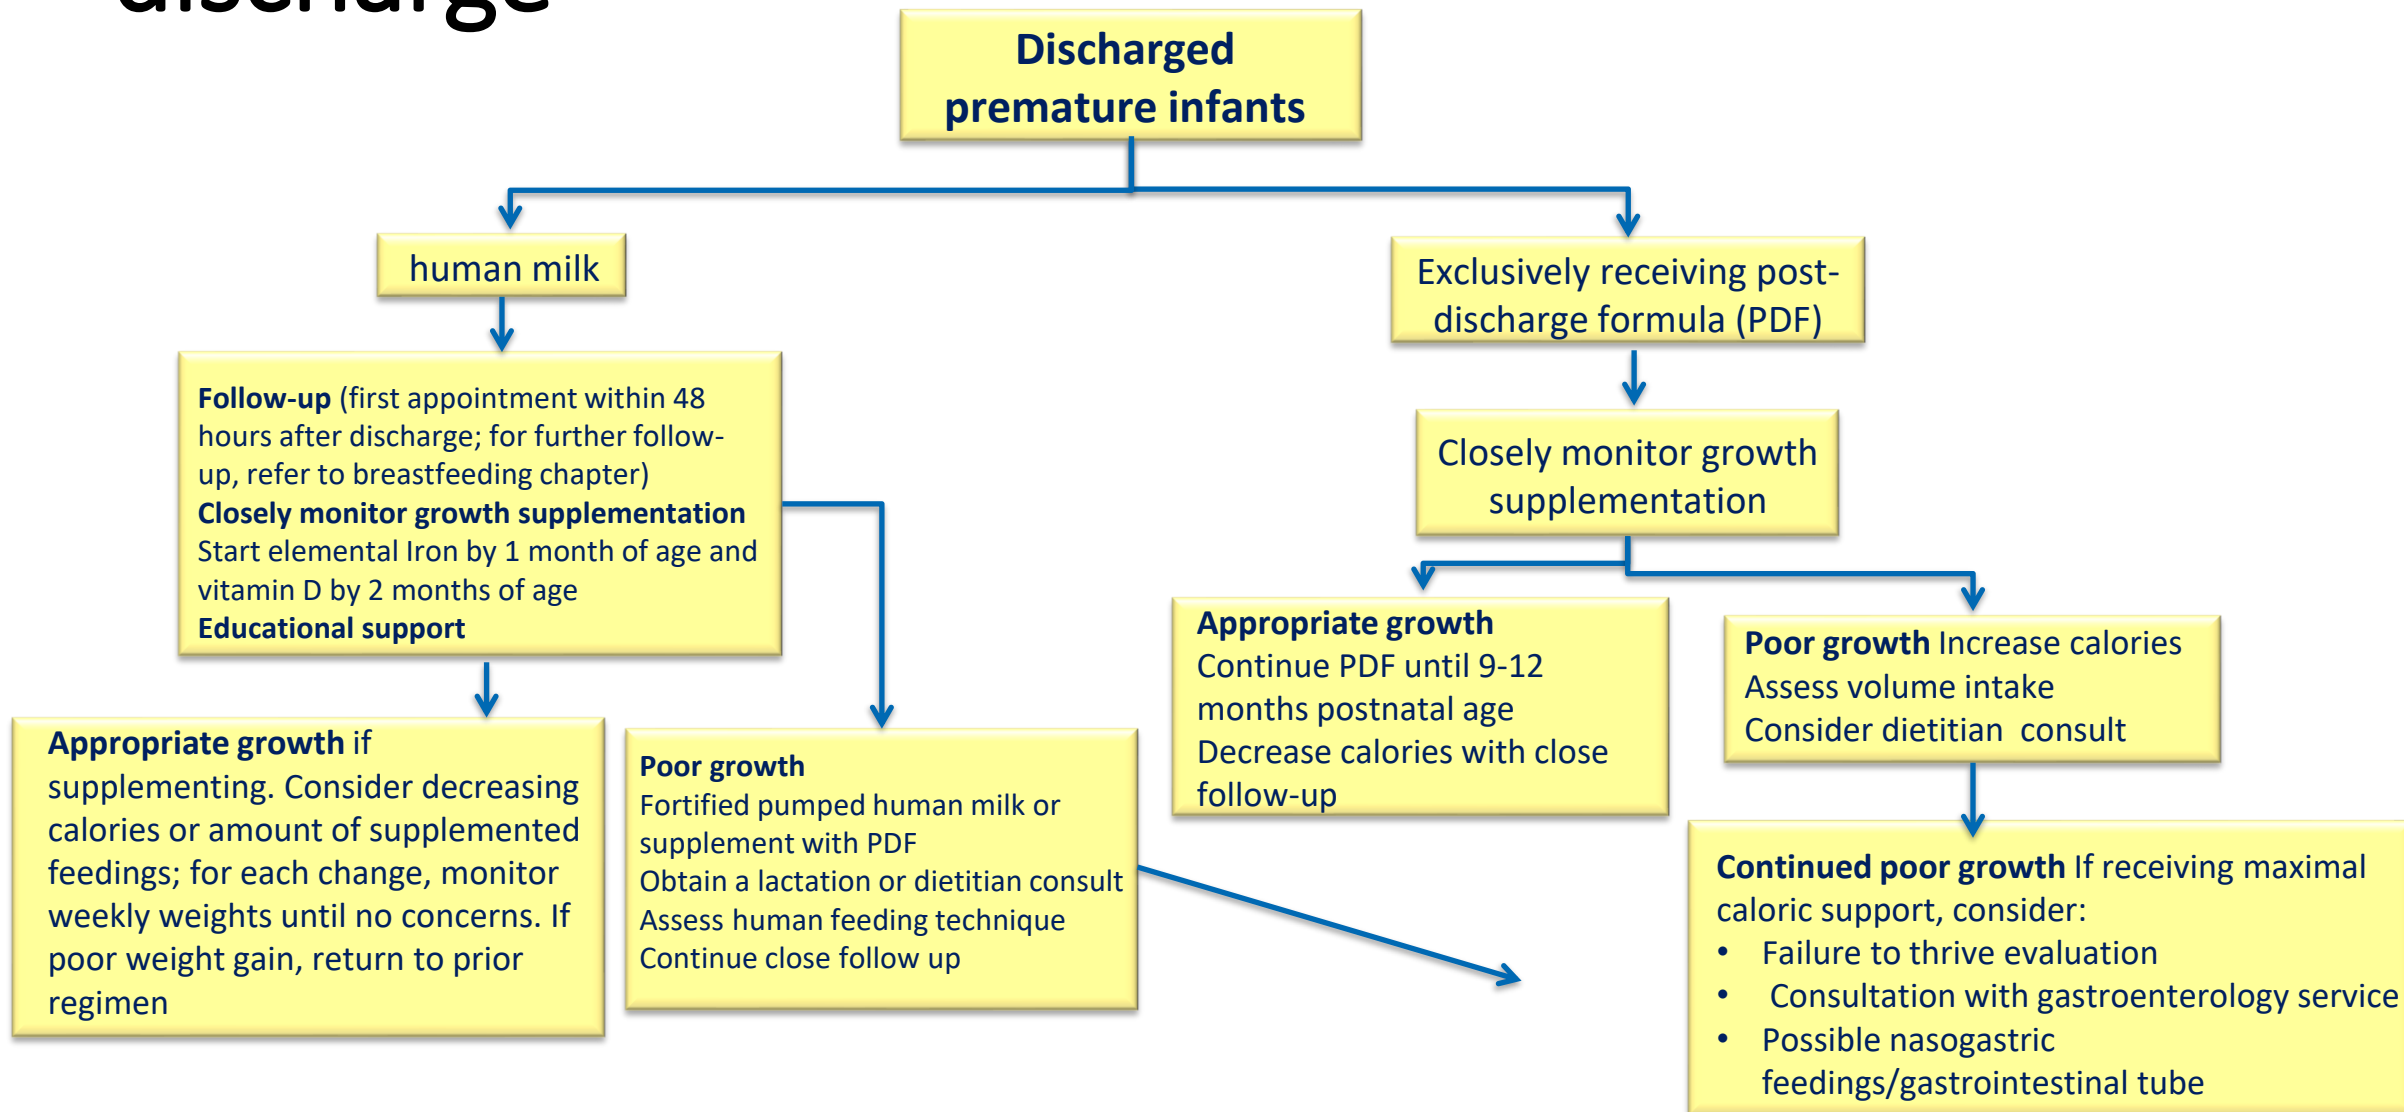 discharge
Discharged
premature infants
human milk
Exclusively receiving post-
discharge formula (PDF)
Follow-up (first appointment within 48
hours after discharge; for further follow-
up, refer to breastfeeding chapter)
Closely monitor growth supplementation
Start elemental Iron by 1 month of age and
vitamin D by 2 months of age
Educational support
Closely monitor growth
supplementation
Appropriate growth if
supplementing. Consider decreasing
calories or amount of supplemented
feedings; for each change, monitor
weekly weights until no concerns. If
poor weight gain, return to prior
regimen
Poor growth
Fortified pumped human milk or
supplement with PDF
Obtain a lactation or dietitian consult
Assess human feeding technique
Continue close follow up
Appropriate growth
Continue PDF until 9-12
months postnatal age
Decrease calories with close
follow-up
Poor growth Increase calories
Assess volume intake
Consider dietitian  consult
Continued poor growth If receiving maximal
caloric support, consider:
• Failure to thrive evaluation
• Consultation with gastroenterology service
• Possible nasogastric
feedings/gastrointestinal tube